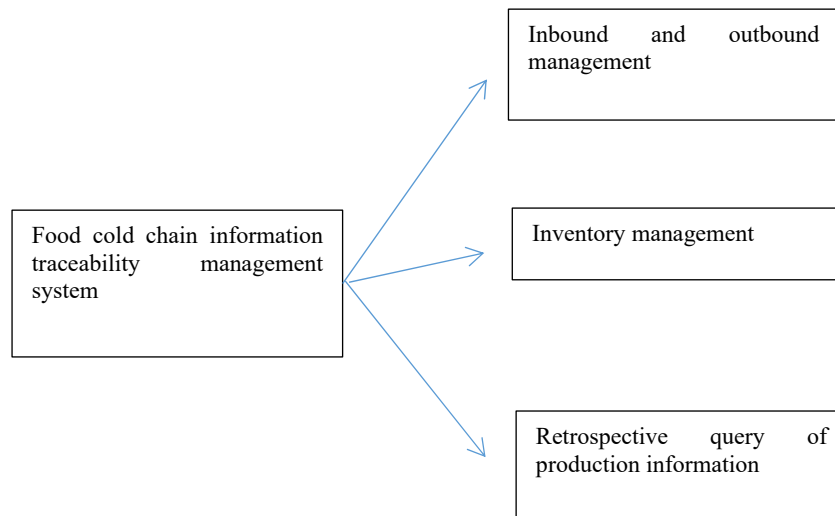 Inbound and outbound
management
Food cold chain information
traceability management
system
Inventory management
Retrospective query of
production information